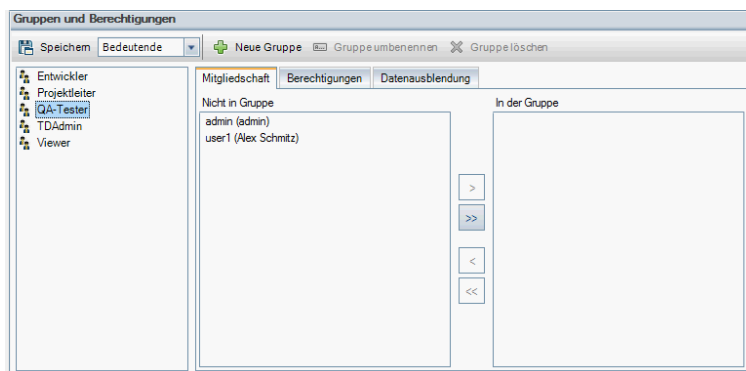 Gruppen und Berechtigungen
Speichern Bedeutende Neue Gruppe Gruppe umbenennen Gruppe löschen
Entwickler
Projektleiter
QA-Tester
TDAdmin
Viewer
Mitgliedschaft Berechtigungen Datenausblendung
Nicht in Gruppe In der Gruppe
admin (admin)
user1 (Alex Schmitz)
>
>>
<
<<